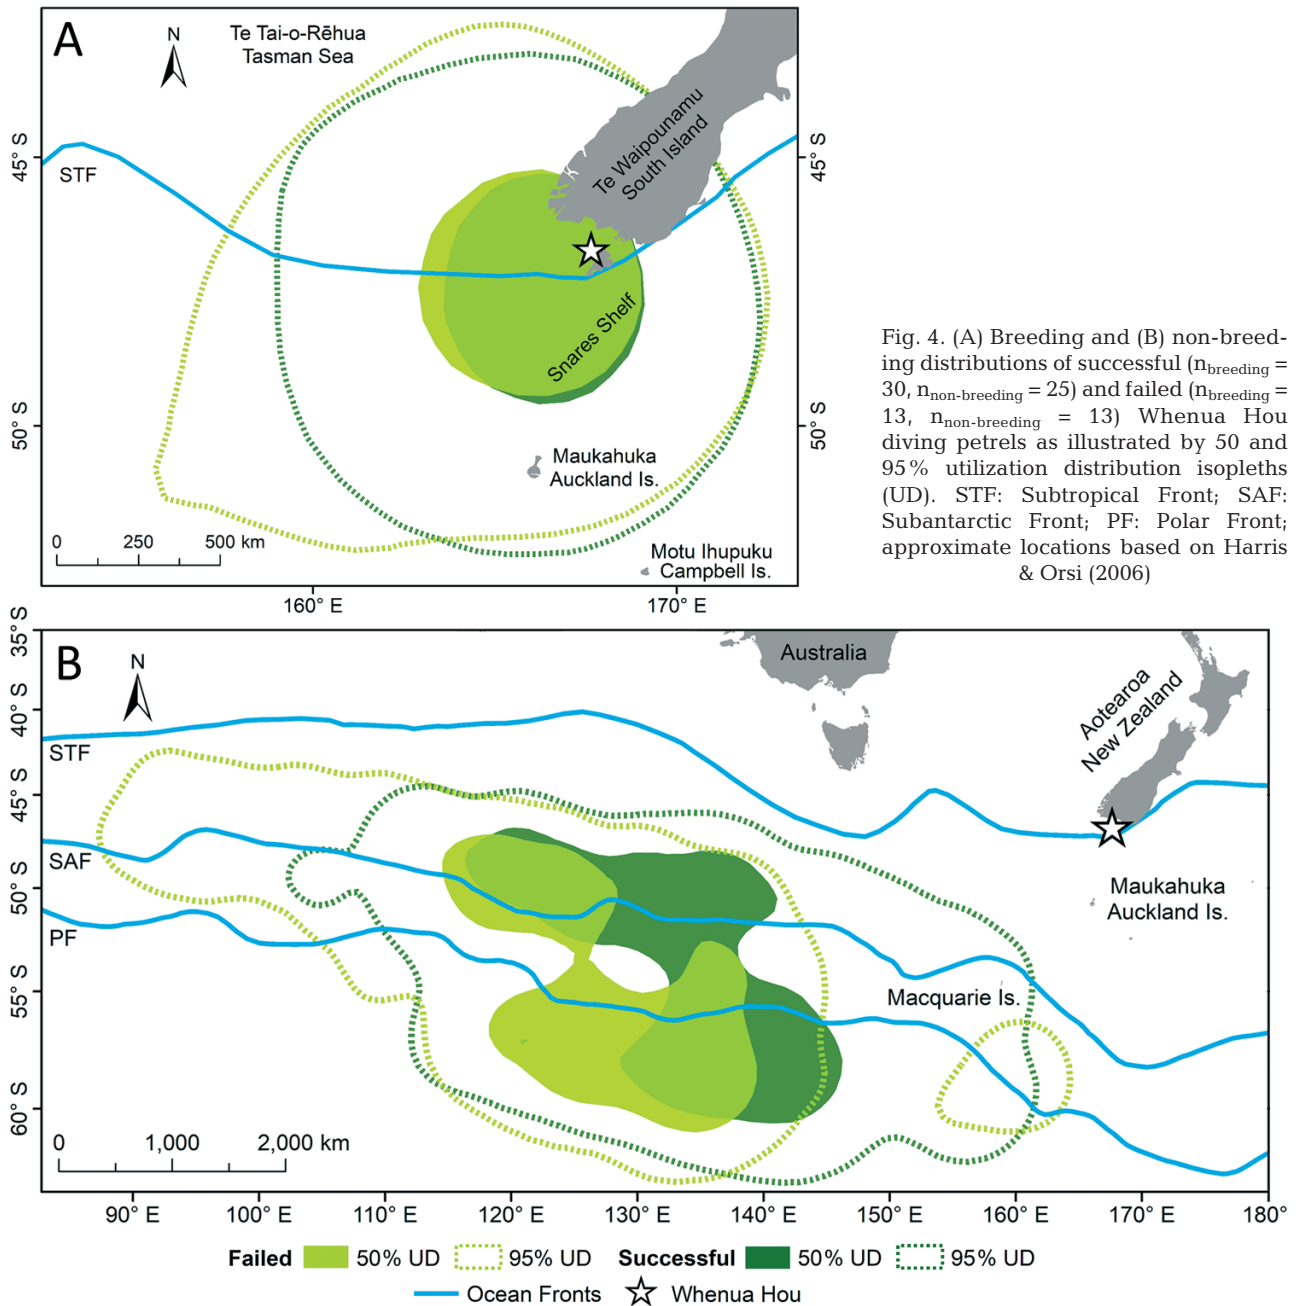 A
N
Te Tai-o-Rēhua
Tasman Sea
45° S
45° S
STF
Te Waipounamu
South Island
Snares Shelf
50° S
50° S
Maukahuka
Auckland Is.
Motu Ihupuku
Campbell Is.
0 250 500 km
160° E 170° E
Fig. 4. (A) Breeding and (B) non-breed-
ing distributions of successful (nbreeding =
30, nnon-breeding = 25) and failed (nbreeding =
13, nnon-breeding = 13) Whenua Hou
diving petrels as illustrated by 50 and
95% utilization distribution isopleths
(UD). STF: Subtropical Front; SAF:
Subantarctic Front; PF: Polar Front;
approximate locations based on Harris
& Orsi (2006)
B
N
35° S
40° S
45° S
50° S
55° S
60° S
Australia
Aotearoa
New Zealand
STF
SAF
PF
Maukahuka
Auckland Is.
Macquarie Is.
0 1,000 2,000 km
90° E 100° E 110° E 120° E 130° E 140° E 150° E 160° E 170° E 180°
Failed 50% UD 95% UD Successful 50% UD 95% UD
Ocean Fronts Whenua Hou